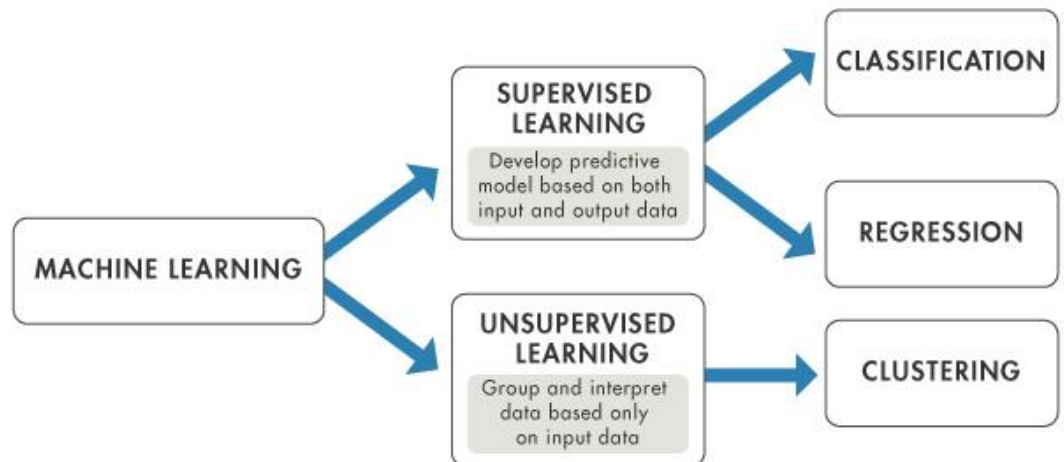 MACHINE LEARNING
SUPERVISED
LEARNING
Develop predictive
model based on both
input and output data
UNSUPERVISED
LEARNING
Group and interpret
data based only
on input data
CLASSIFICATION
REGRESSION
CLUSTERING